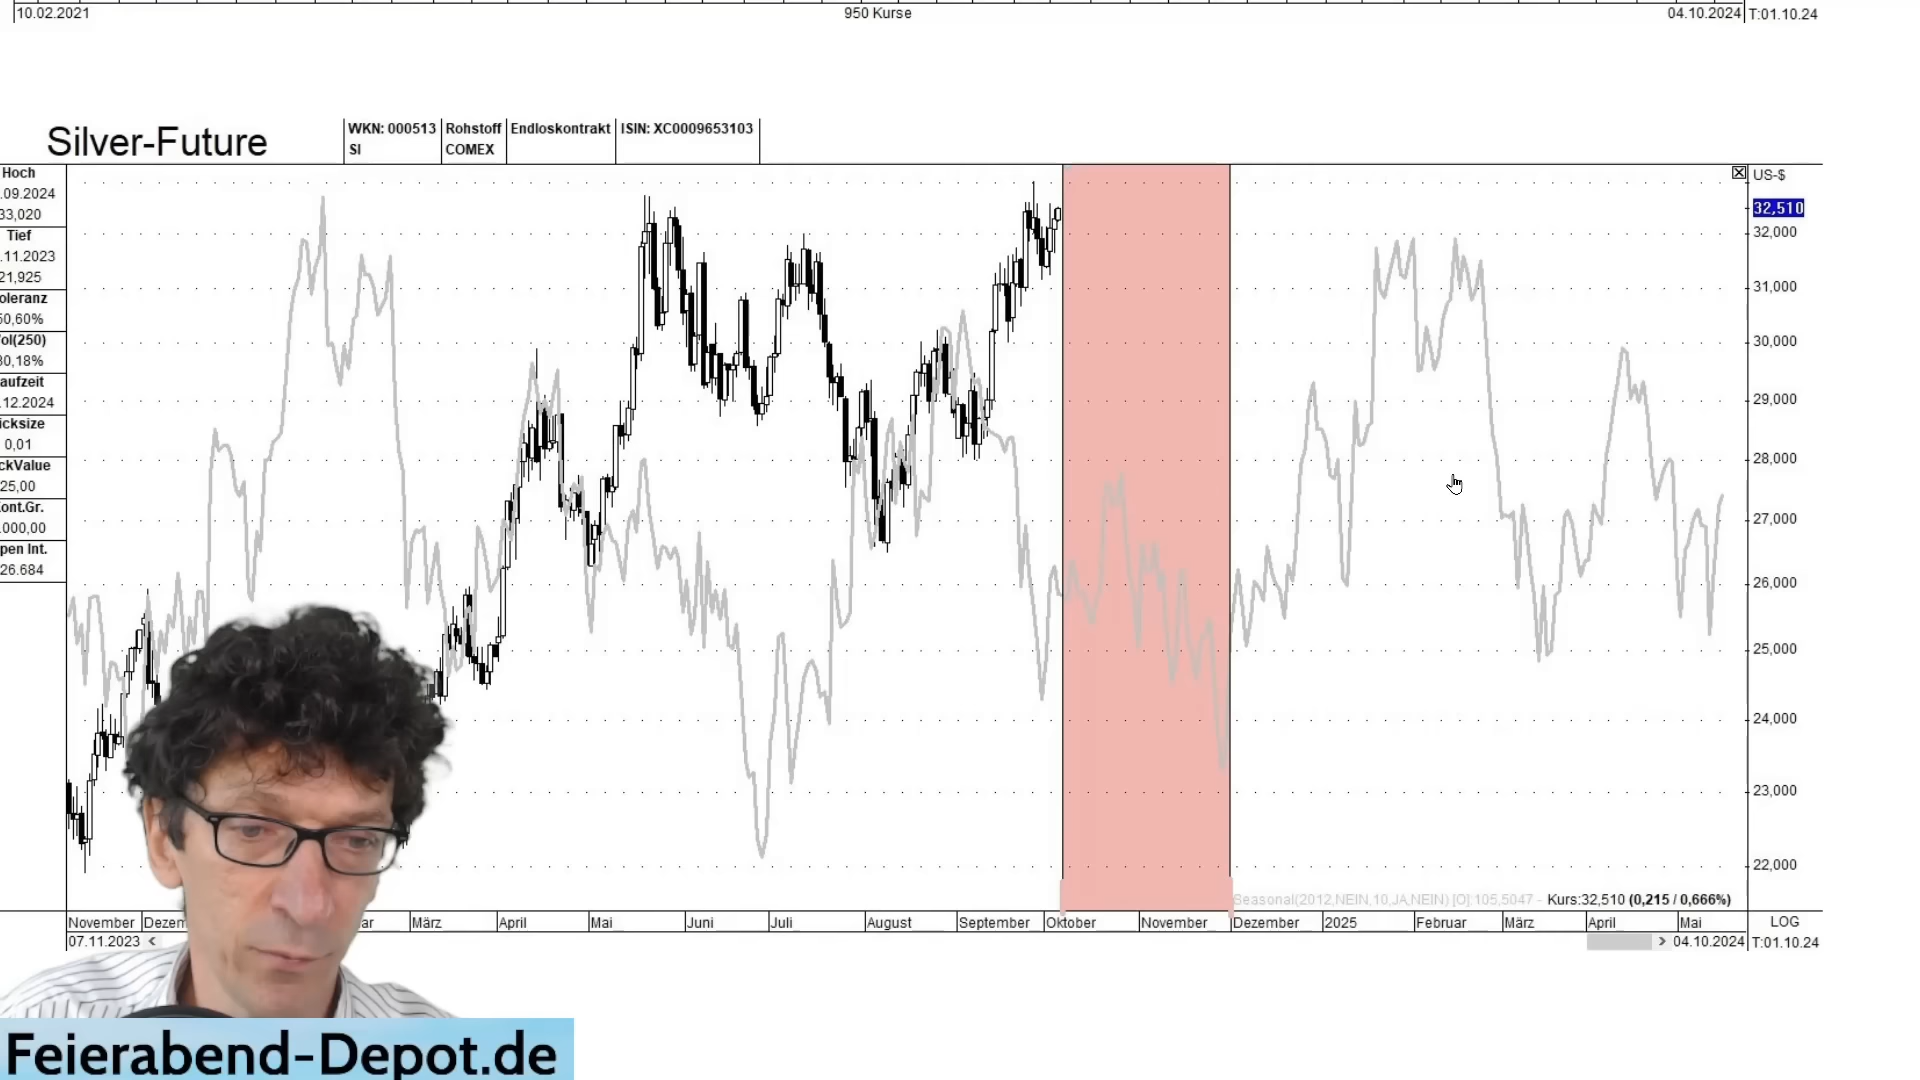 10.02.2021
950 Kurse
04.10.2024
T:01.10.24
Silver-Future
WKN: 000513
Rohstoff
Endloskontrakt
ISIN: XC0009653103
SI
COMEX
Hoch
.09.2024
33,020
Tief
.11.2023
21,925
oleranz
50,60%
ol(250)
30,18%
aufzeit
.12.2024
icksize
0,01
ckValue
25,00
ont.Gr.
.000,00
pen Int.
26.684
US-$
32,510
32,000
31,000
30,000
29,000
28,000
27,000
26,000
25,000
24,000
23,000
22,000
Seasonal(2012,NEIN,10,JA,NEIN) [O]:105,5047 - Kurs:32,510 (0,215 / 0,666%)
November Dezem ar März April Mai Juni Juli August September Oktober November Dezember 2025 Februar März April Mai
LOG
07.11.2023 <
> 04.10.2024
T:01.10.24
Feierabend-Depot.de